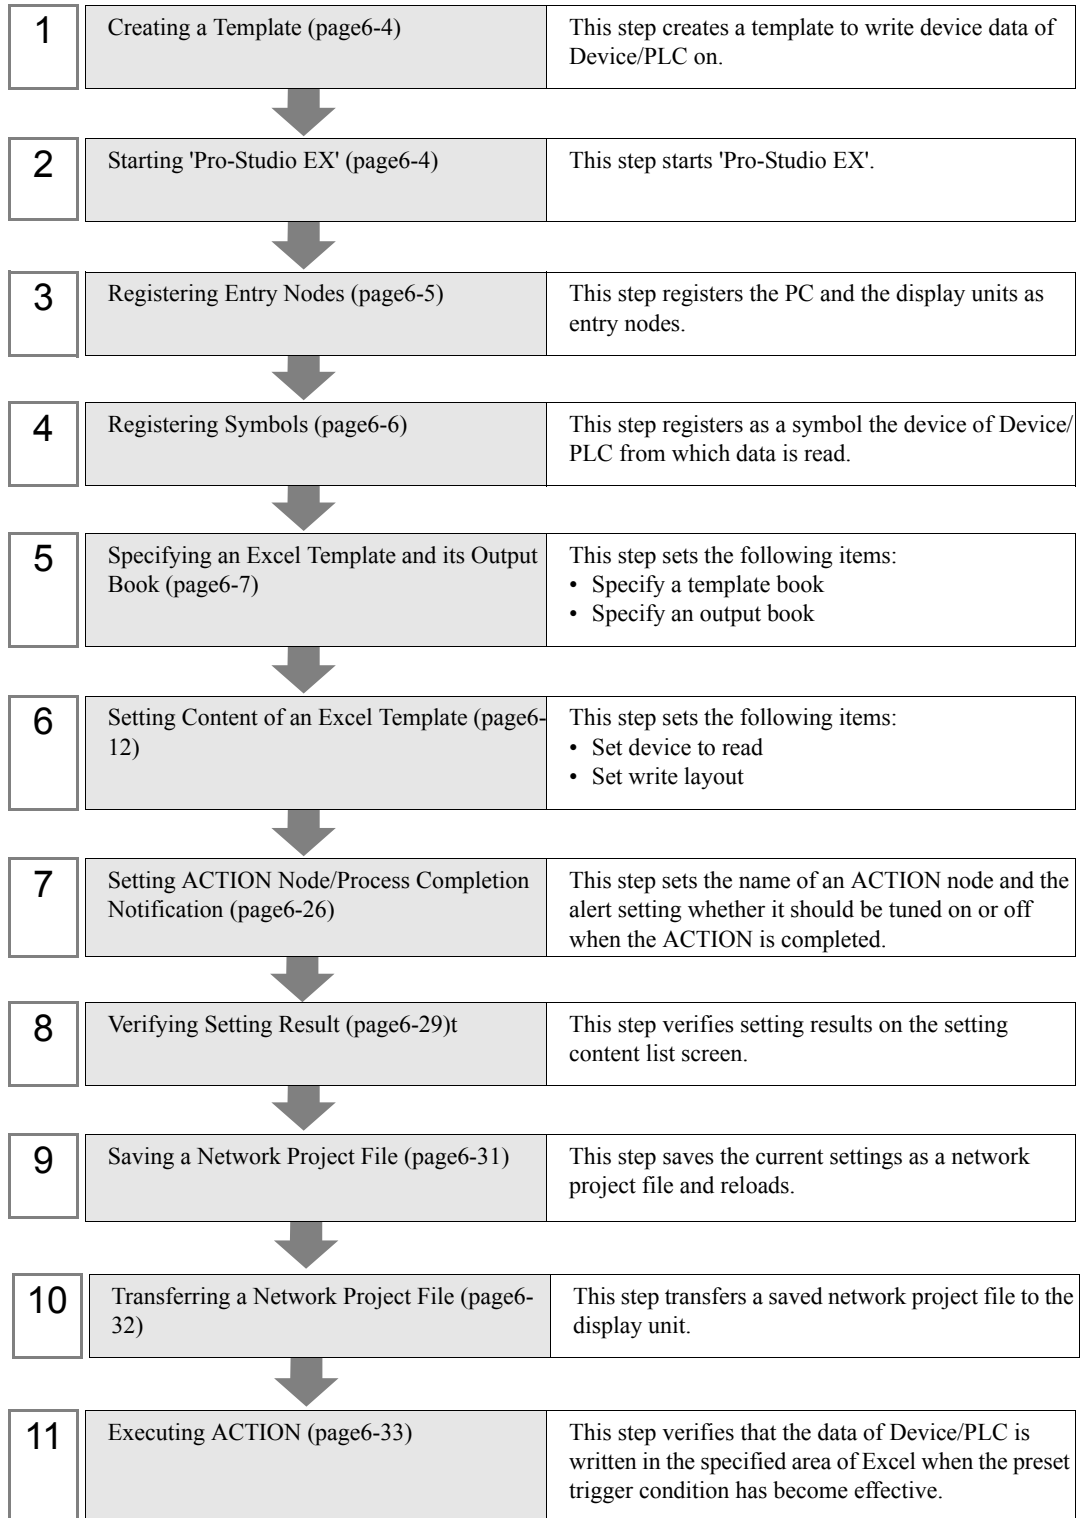 1
Creating a Template (page6-4)
This step creates a template to write device data of
Device/PLC on.
2
Starting 'Pro-Studio EX' (page6-4)
This step starts 'Pro-Studio EX'.
3
Registering Entry Nodes (page6-5)
This step registers the PC and the display units as
entry nodes.
4
Registering Symbols (page6-6)
This step registers as a symbol the device of Device/
PLC from which data is read.
5
Specifying an Excel Template and its Output
Book (page6-7)
This step sets the following items:
• Specify a template book
• Specify an output book
6
Setting Content of an Excel Template (page6-
12)
This step sets the following items:
• Set device to read
• Set write layout
7
Setting ACTION Node/Process Completion
Notification (page6-26)
This step sets the name of an ACTION node and the
alert setting whether it should be tuned on or off
when the ACTION is completed.
8
Verifying Setting Result (page6-29)t
This step verifies setting results on the setting
content list screen.
9
Saving a Network Project File (page6-31)
This step saves the current settings as a network
project file and reloads.
10
Transferring a Network Project File (page6-
32)
This step transfers a saved network project file to the
display unit.
11
Executing ACTION (page6-33)
This step verifies that the data of Device/PLC is
written in the specified area of Excel when the preset
trigger condition has become effective.